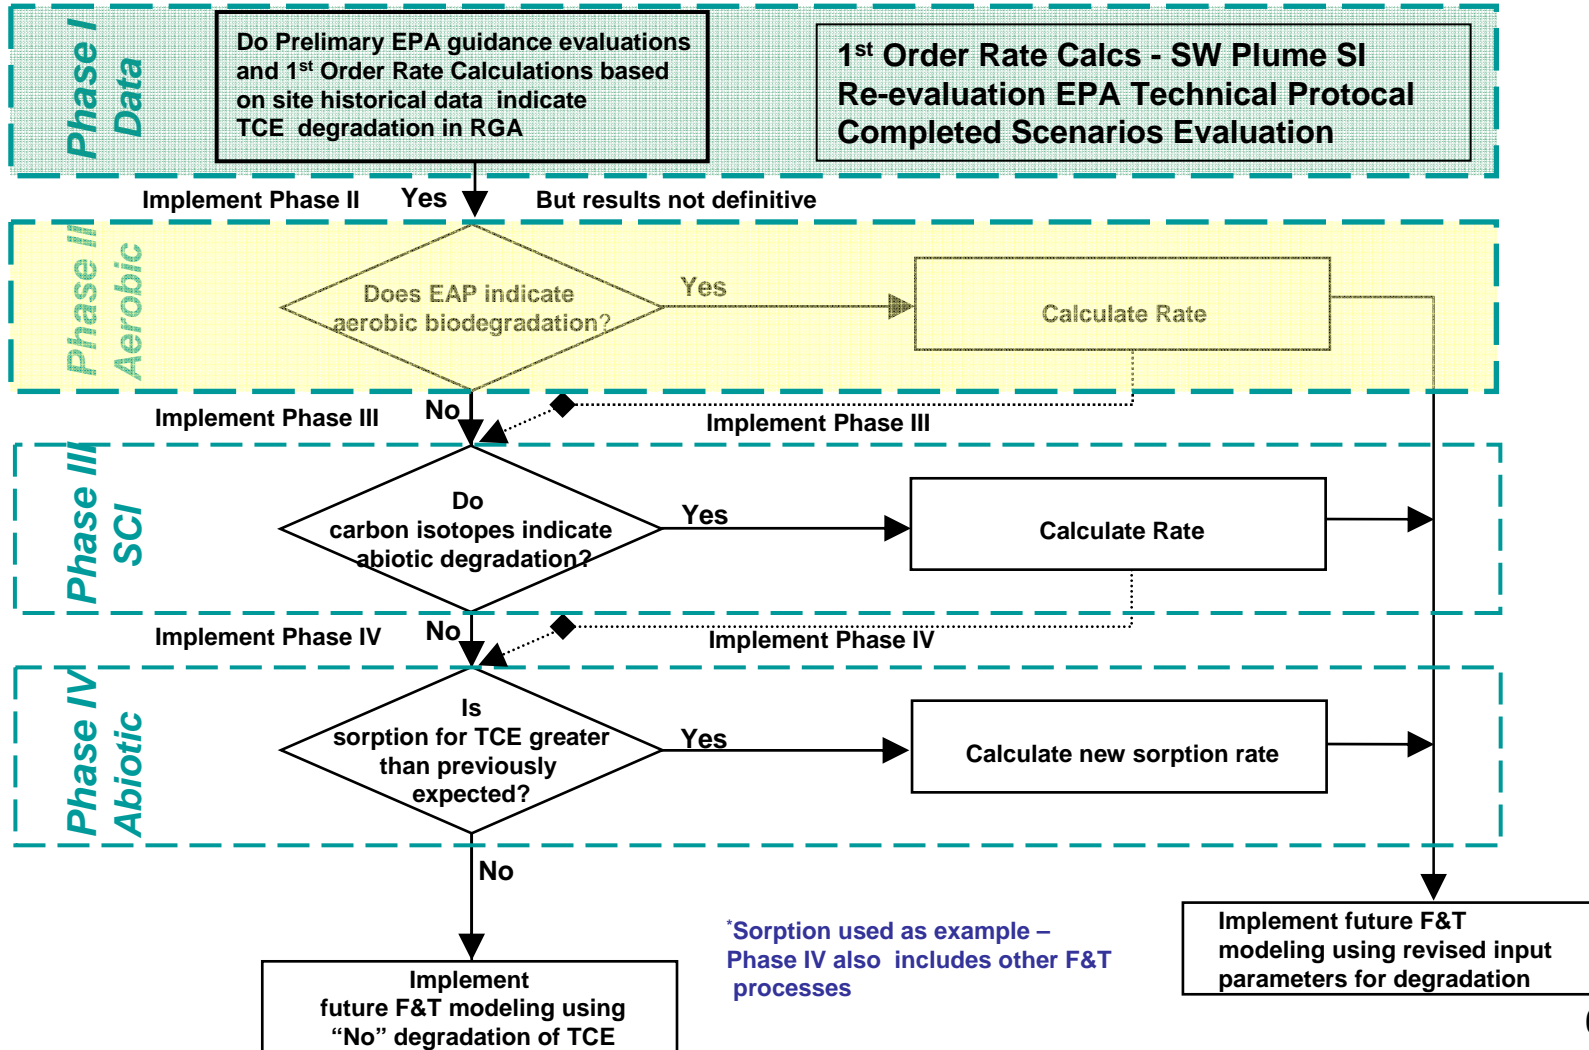 Phase I
Data
Do Prelimary EPA guidance evaluations
and 1st Order Rate Calculations based
on site historical data indicate
TCE degradation in RGA
1st Order Rate Calcs - SW Plume SI
Re-evaluation EPA Technical Protocal
Completed Scenarios Evaluation
Implement Phase II
Yes
But results not definitive
Phase II
Aerobic
Does EAP indicate
aerobic biodegradation?
Yes
Calculate Rate
Implement Phase III
No
Implement Phase III
Phase III
SCI
Do
carbon isotopes indicate
abiotic degradation?
Yes
Calculate Rate
Implement Phase IV
No
Implement Phase IV
Phase IV
Abiotic
Is
sorption for TCE greater
than previously
expected?
Yes
Calculate new sorption rate
No
*Sorption used as example –
Phase IV also includes other F&T
processes
Implement future F&T
modeling using revised input
parameters for degradation
Implement
future F&T modeling using
“No” degradation of TCE